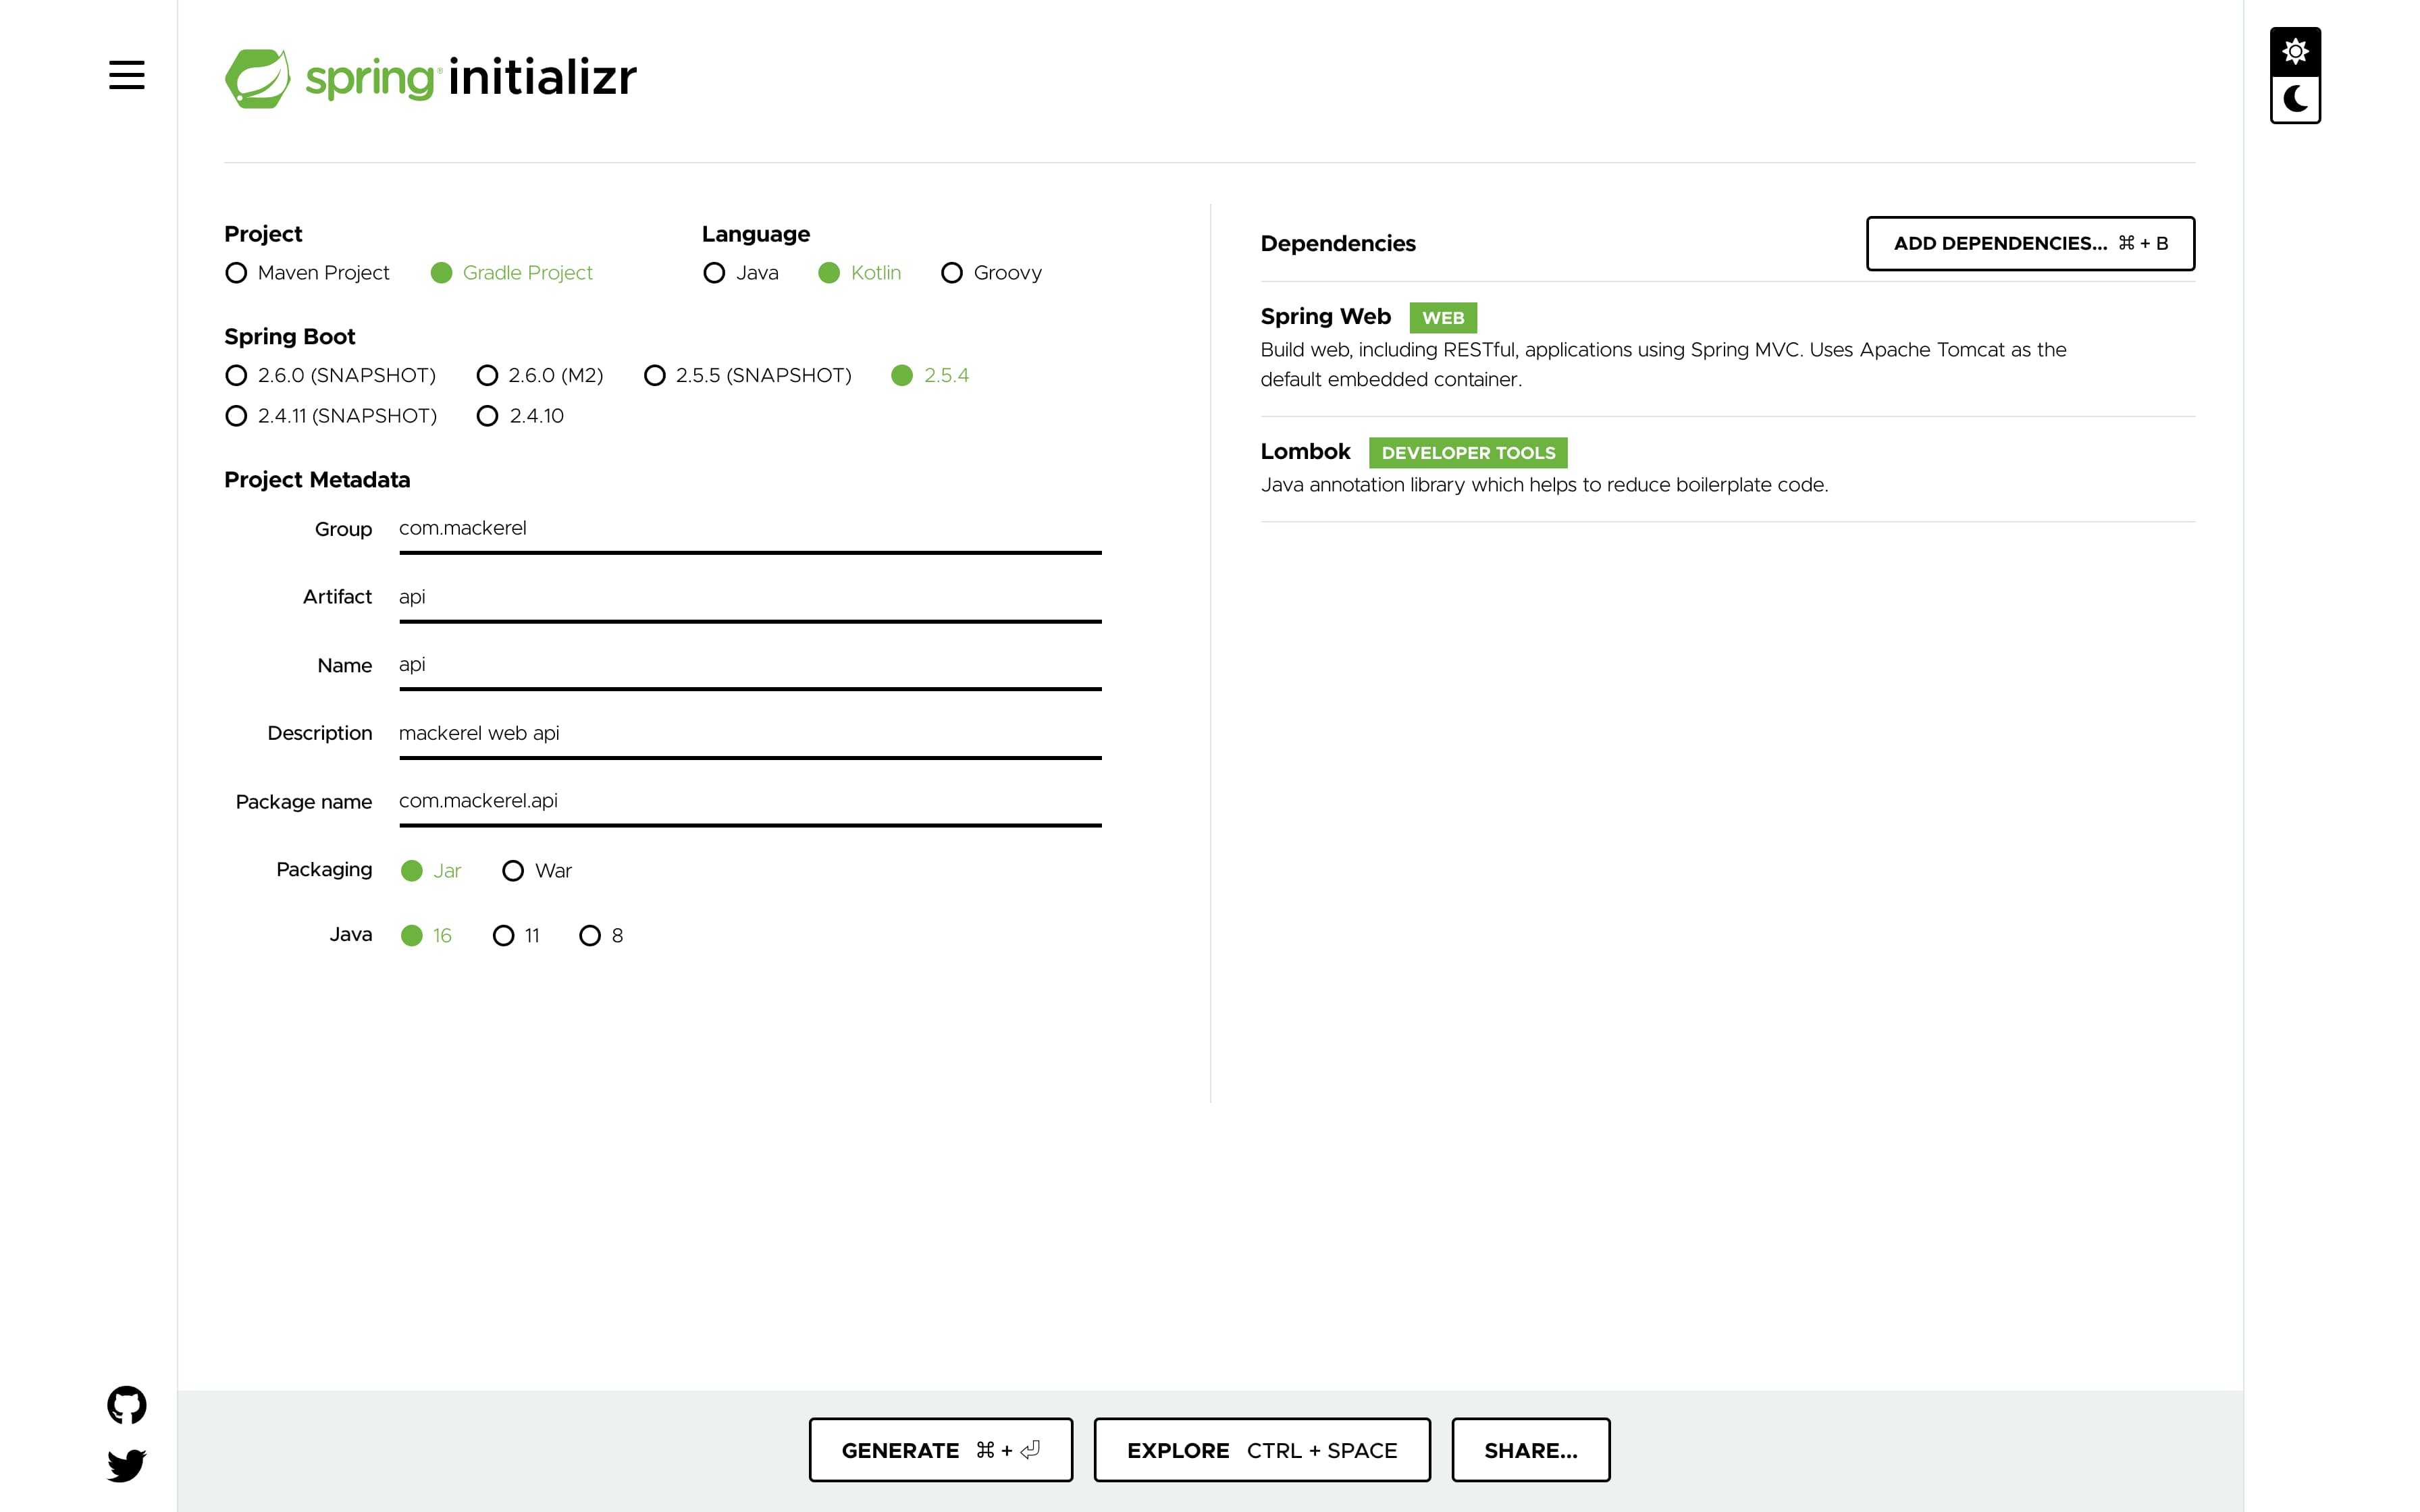 spring initializr
Project
Maven Project Gradle Project
Language
Java Kotlin Groovy
Spring Boot
2.6.0 (SNAPSHOT) 2.6.0 (M2) 2.5.5 (SNAPSHOT) 2.5.4
2.4.11 (SNAPSHOT) 2.4.10
Project Metadata
Group com.mackerel
Artifact api
Name api
Description mackerel web api
Package name com.mackerel.api
Packaging Jar War
Java 16 11 8
Dependencies
ADD DEPENDENCIES... ⌘ + B
Spring Web WEB
Build web, including RESTful, applications using Spring MVC. Uses Apache Tomcat as the
default embedded container.
Lombok DEVELOPER TOOLS
Java annotation library which helps to reduce boilerplate code.
GENERATE ⌘ + ⏎ EXPLORE CTRL + SPACE SHARE...